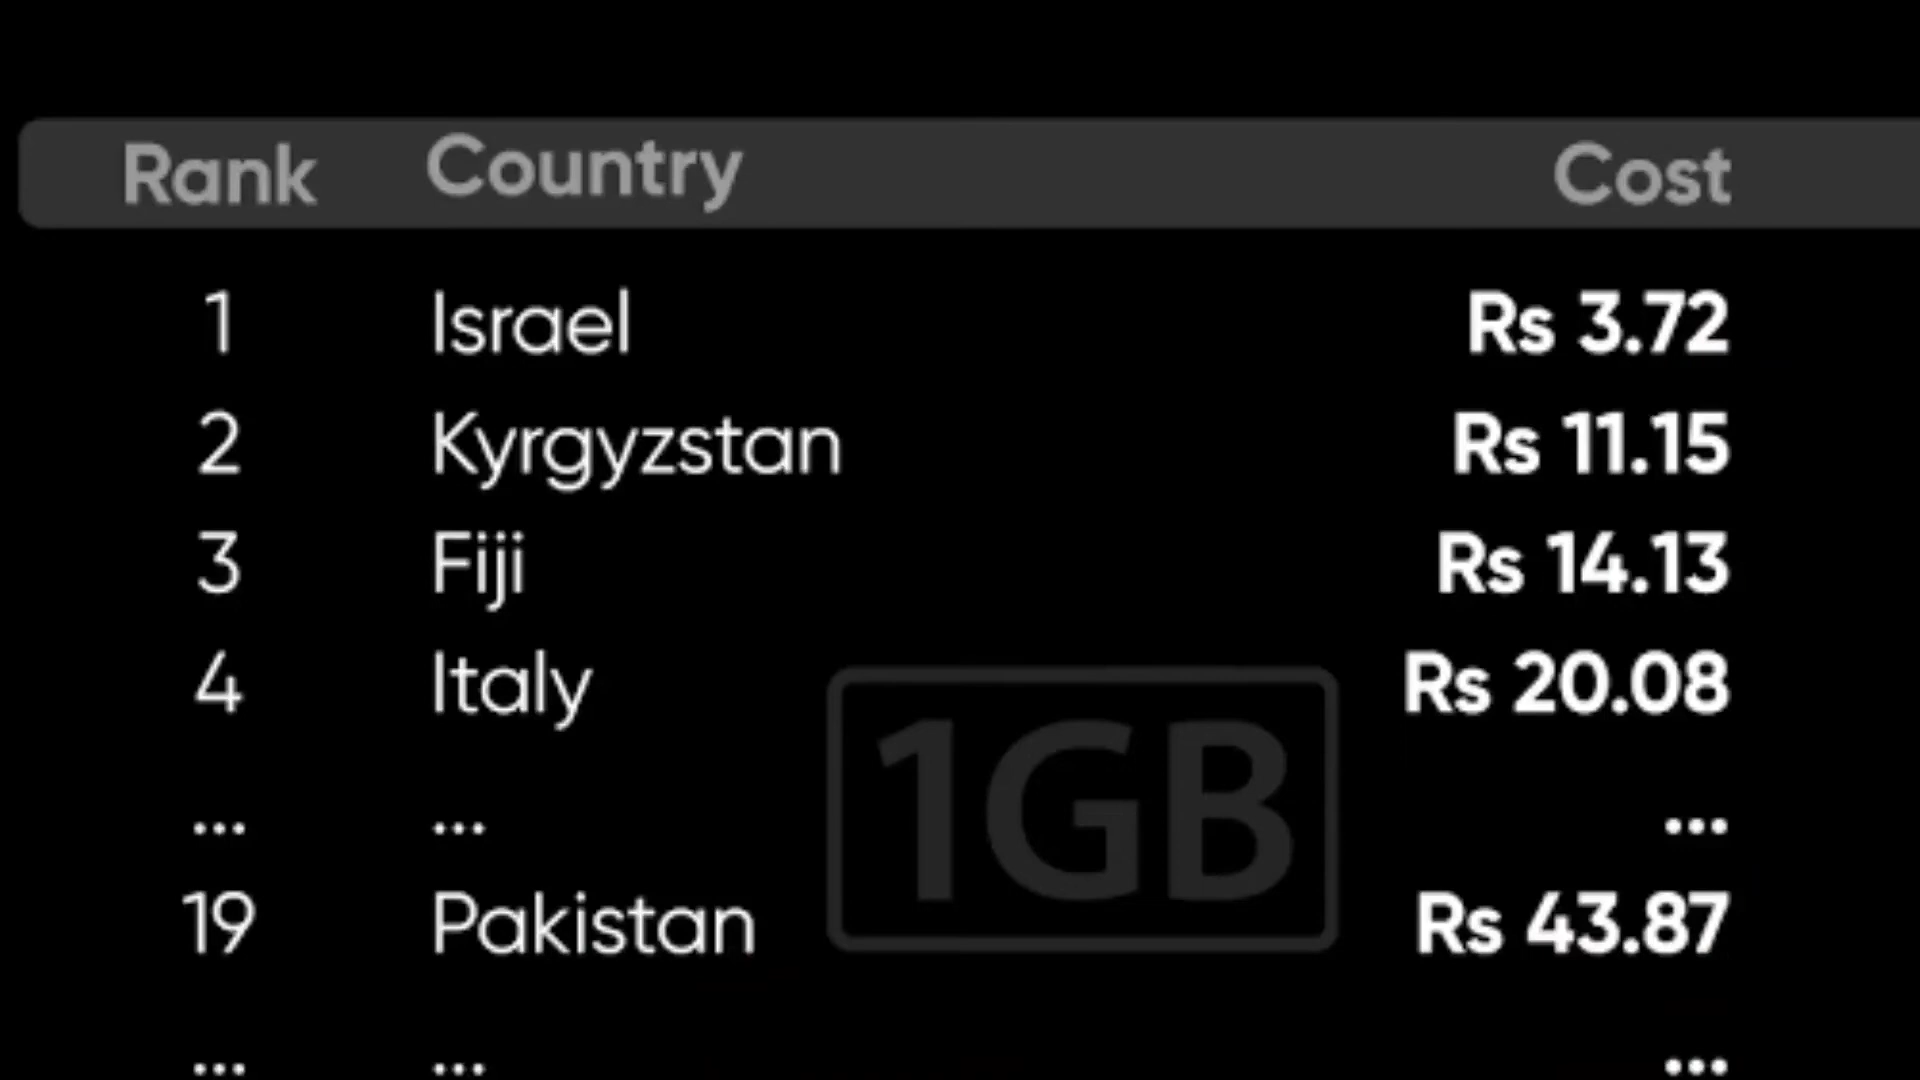 Rank Country Cost
1 Israel Rs 3.72
2 Kyrgyzstan Rs 11.15
3 Fiji Rs 14.13
4 Italy Rs 20.08
1GB
... ... ...
19 Pakistan Rs 43.87
... ... ...